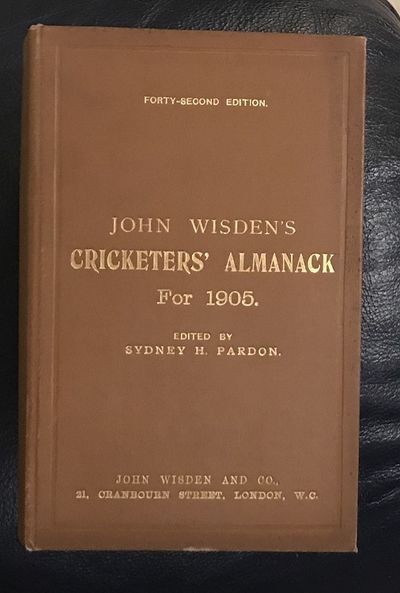 FORTY-SECOND EDITION.
JOHN WISDEN'S
CRICKETERS' ALMANACK
For 1905.
EDITED BY
SYDNEY H. PARDON.
JOHN WISDEN AND CO.,
21, CRANBOURN STREET, LONDON, W.C.